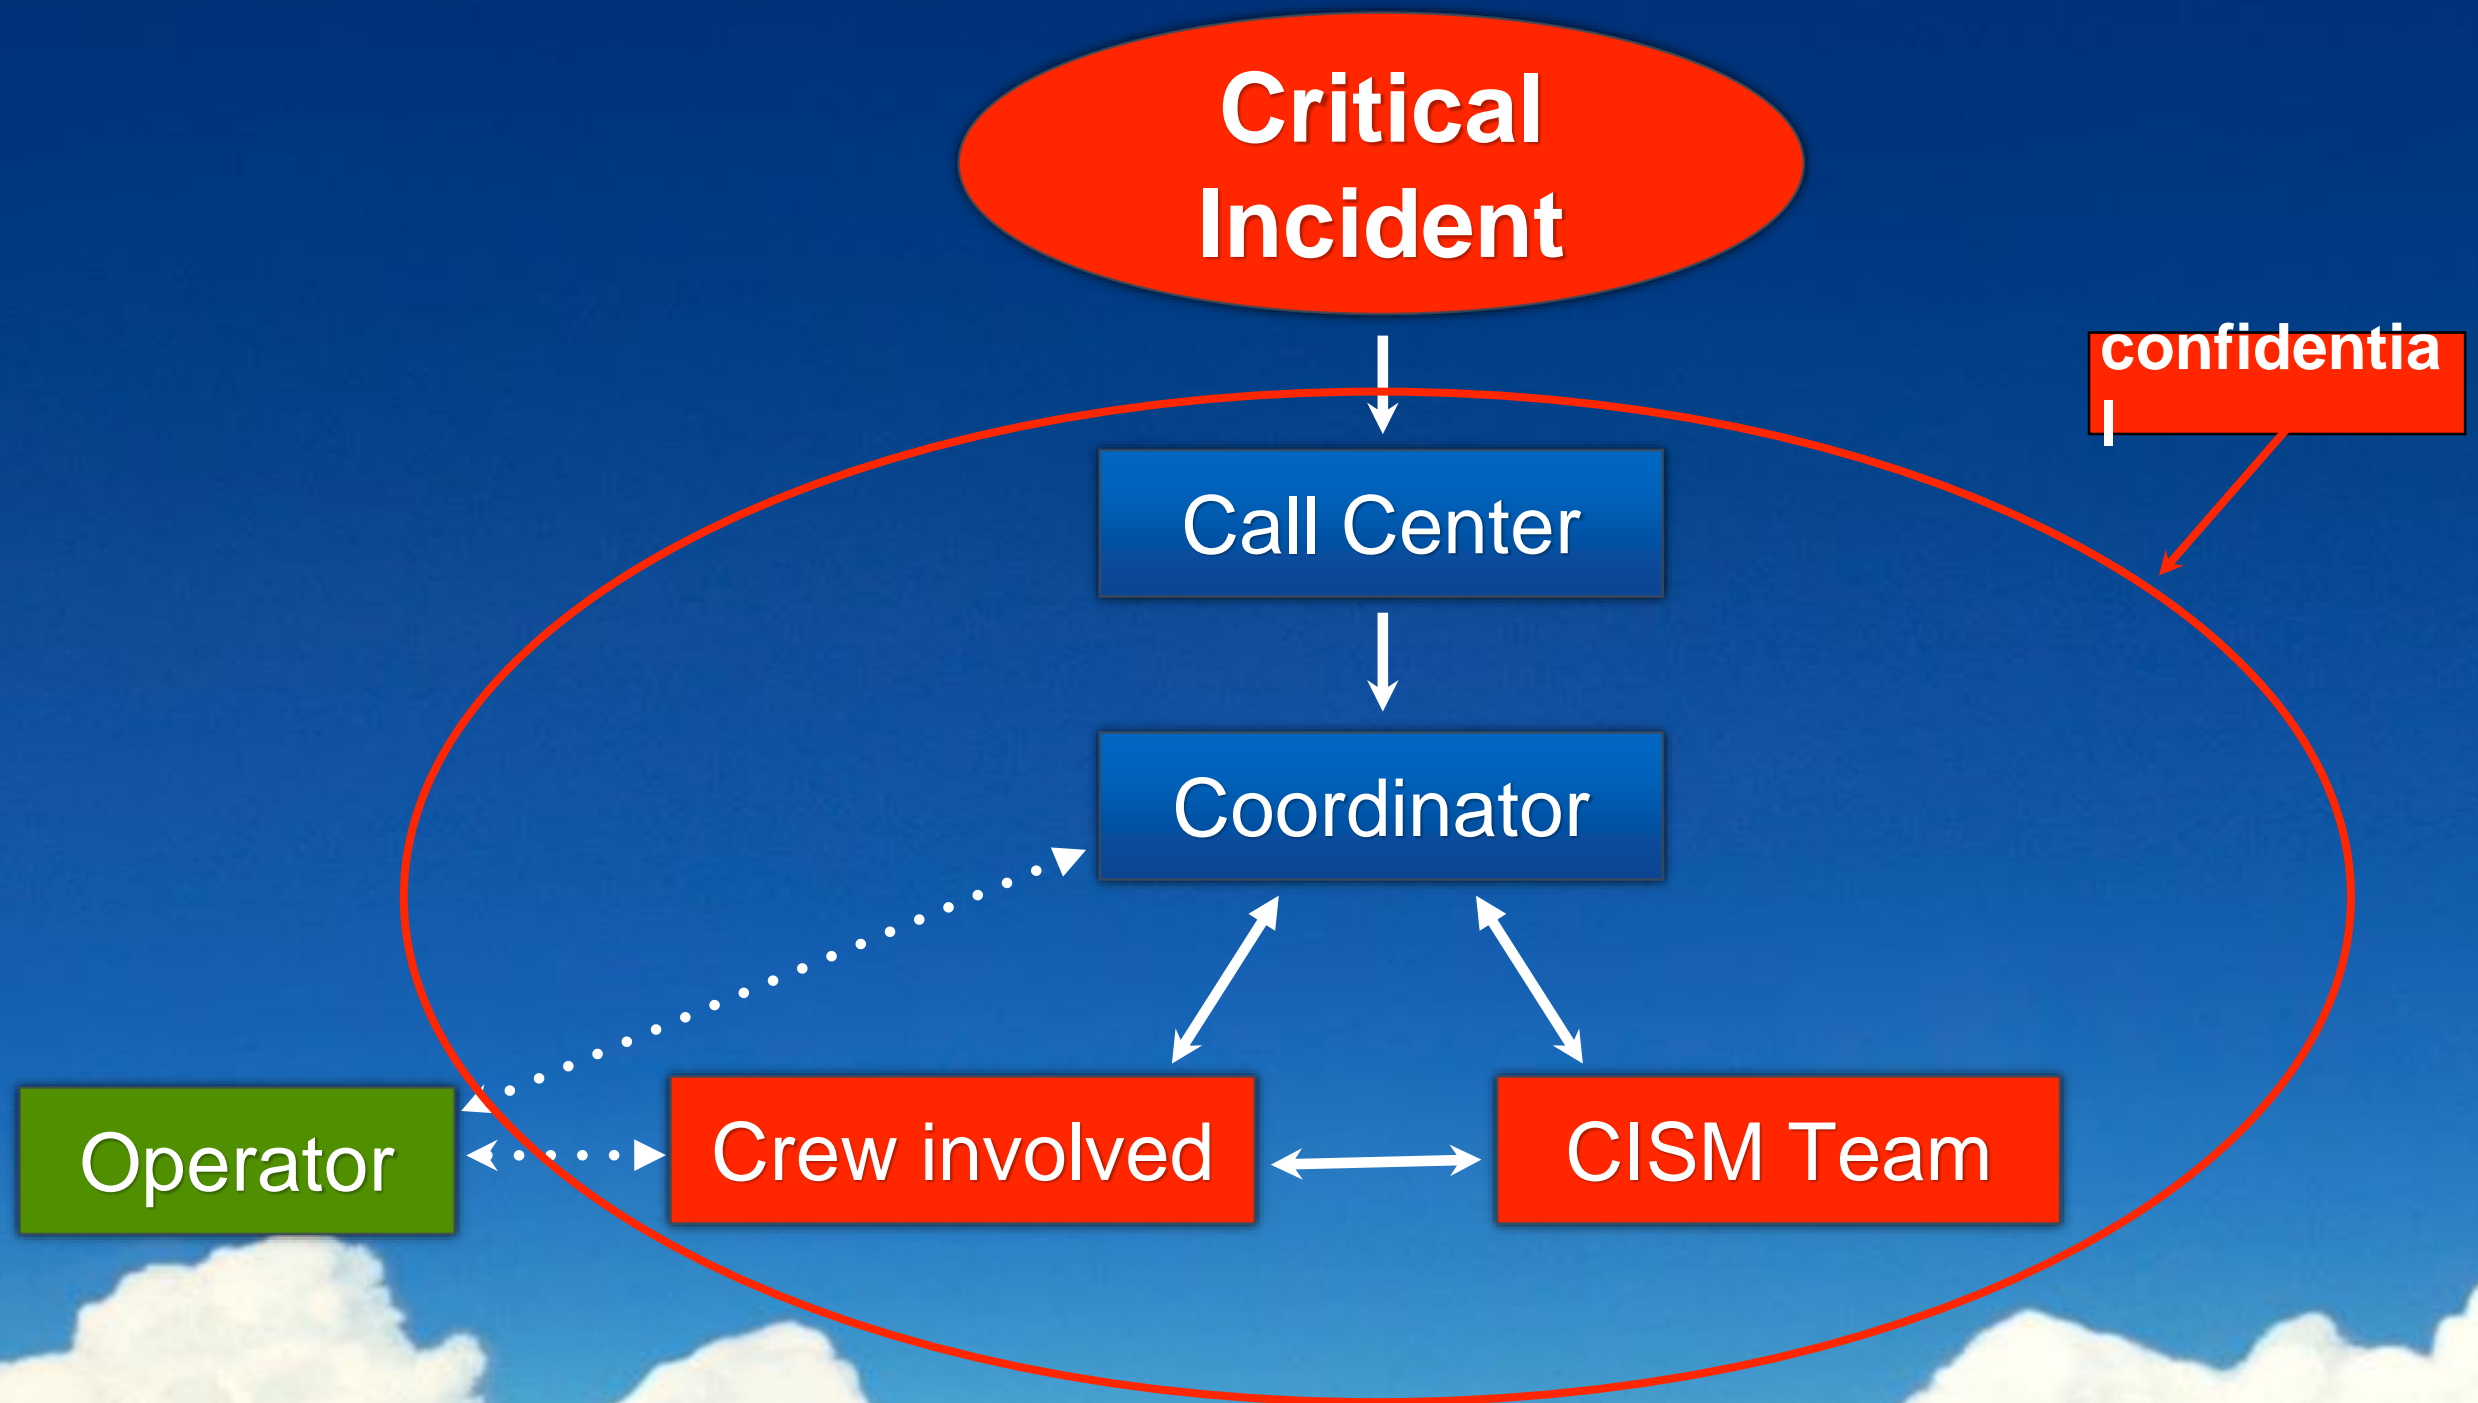 Critical
Incident
confidentia
l
Call Center
Coordinator
Operator
Crew involved
CISM Team